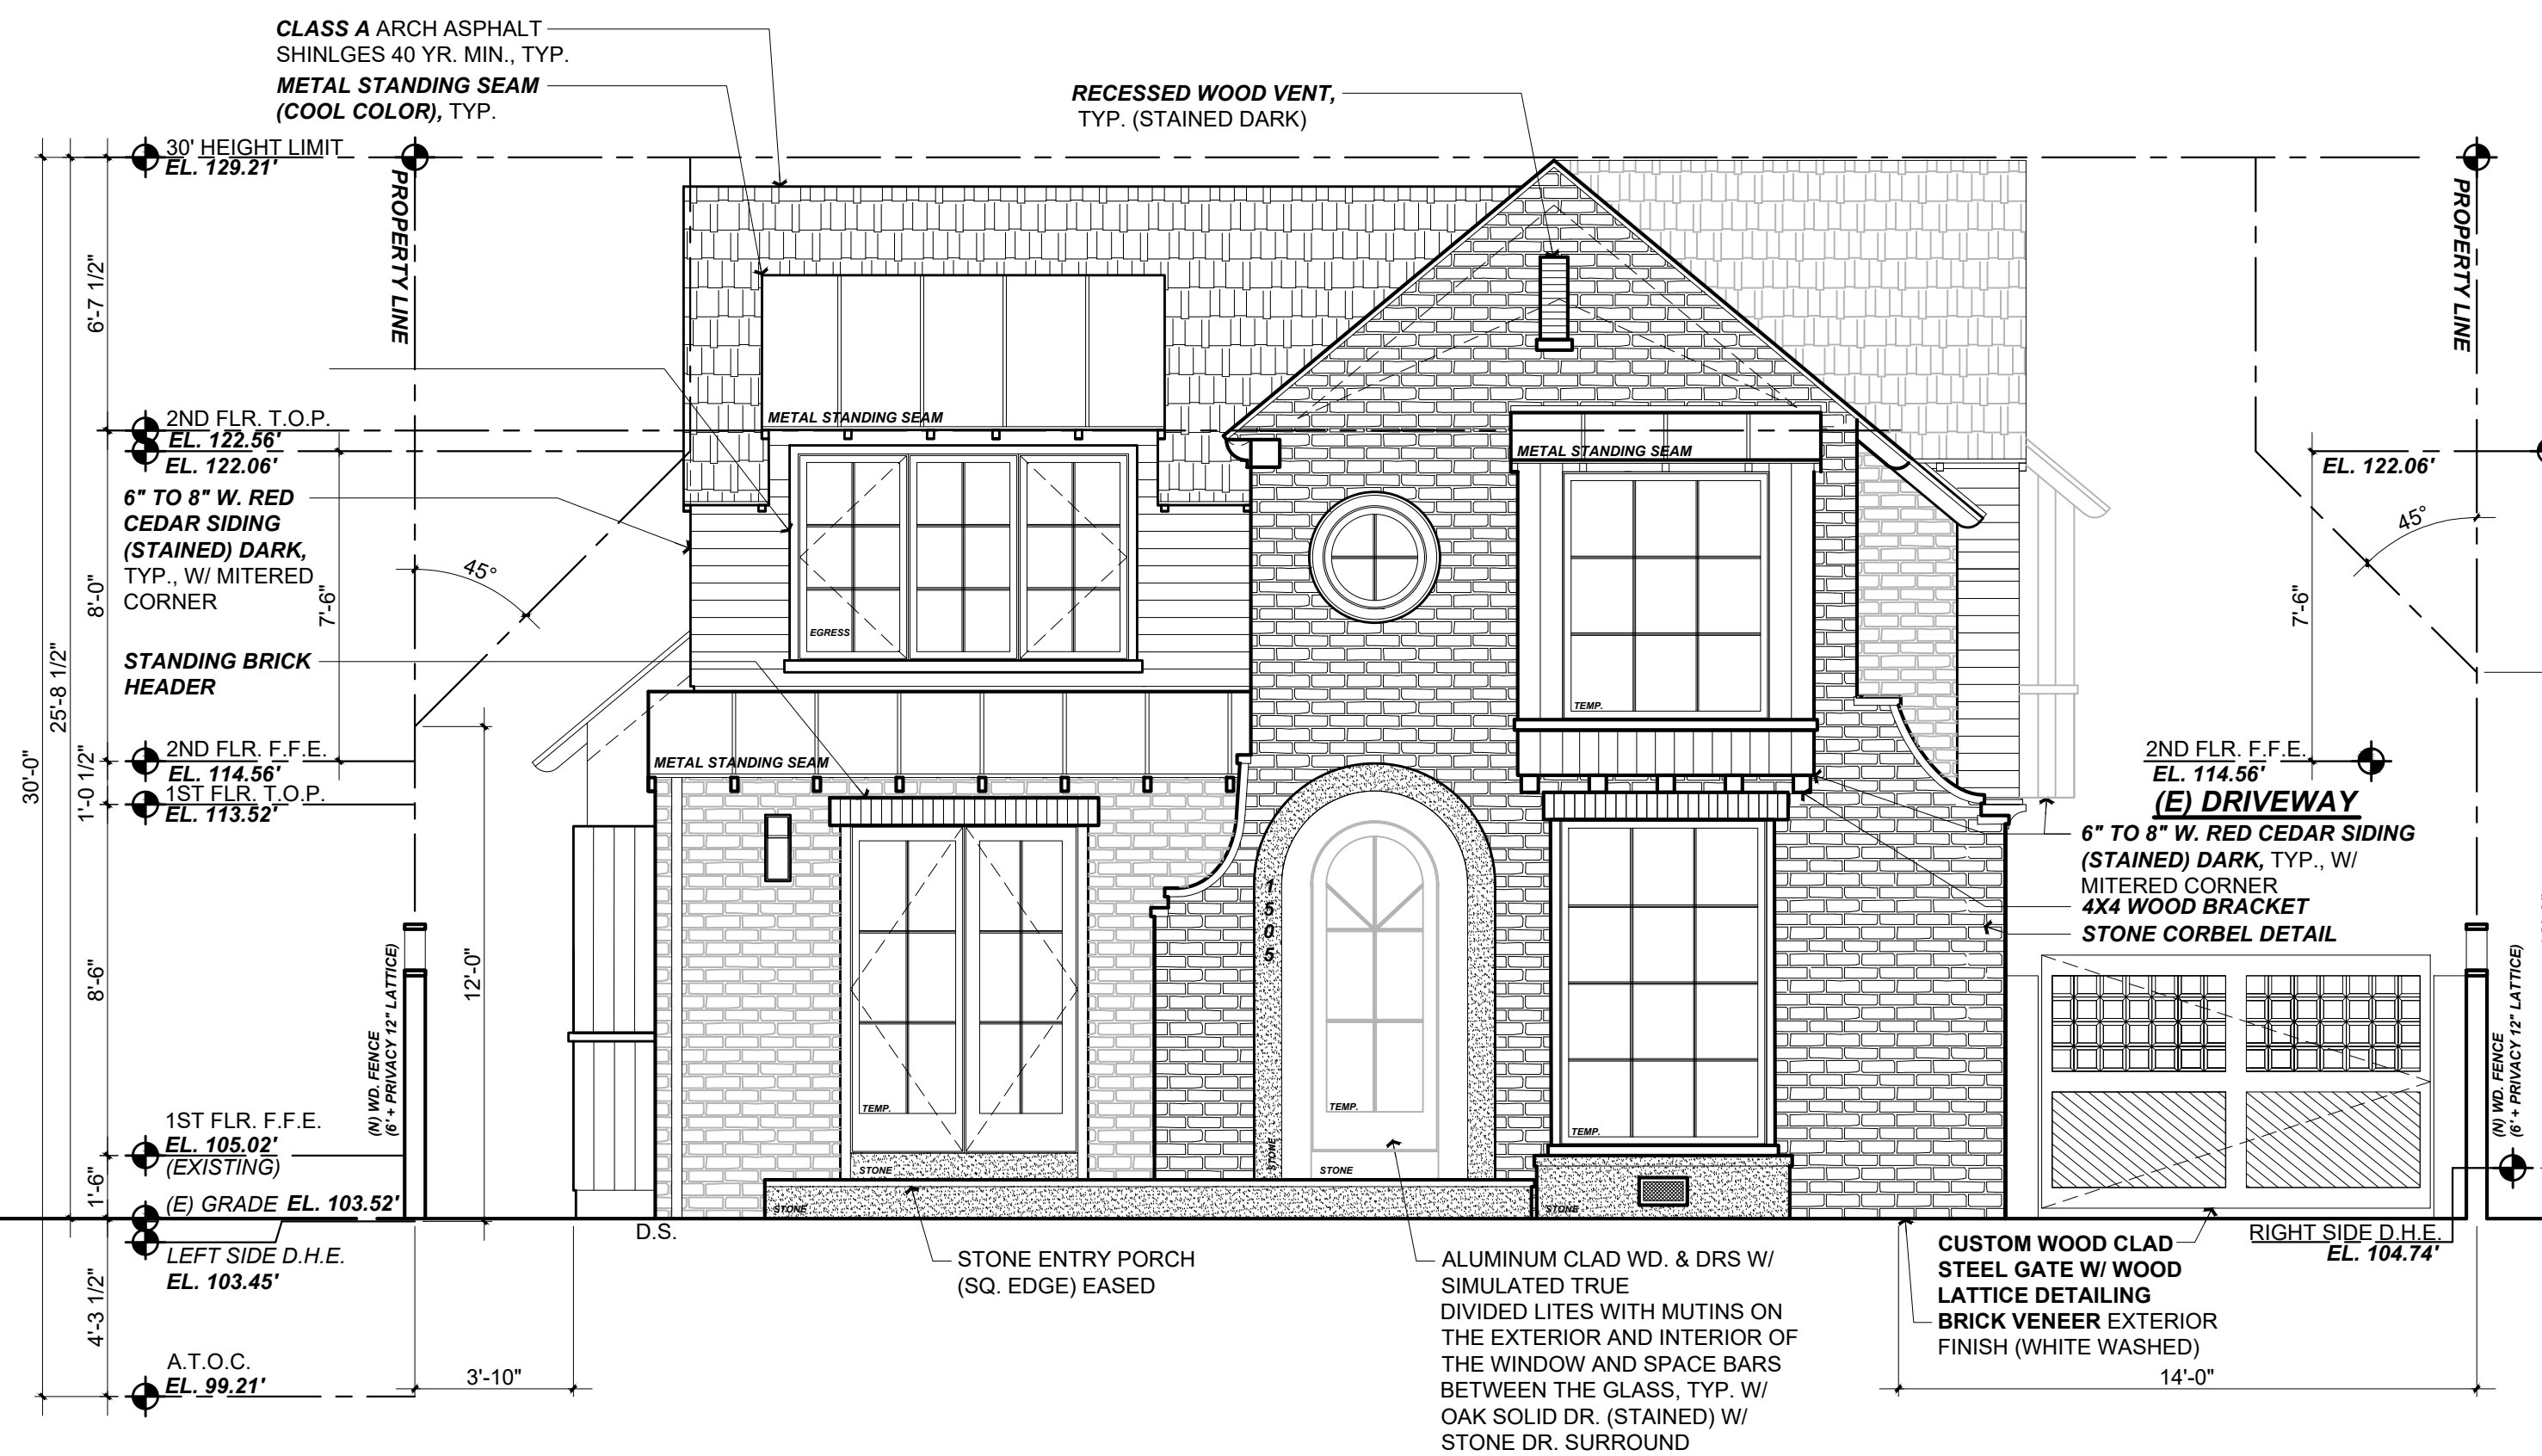 CLASS A ARCH ASPHALT
SHINLGES 40 YR. MIN., TYP.
METAL STANDING SEAM
(COOL COLOR), TYP.
RECESSED WOOD VENT,
TYP. (STAINED DARK)
30' HEIGHT LIMIT
EL. 129.21'
PROPERTY LINE
PROPERTY LINE
6'-7 1/2"
2ND FLR. T.O.P.
EL. 122.56'
EL. 122.06'
METAL STANDING SEAM
METAL STANDING SEAM
EL. 122.06'
6" TO 8" W. RED
CEDAR SIDING
(STAINED) DARK,
TYP., W/ MITERED
CORNER
45°
45°
8'-0"
7'-6"
7'-6"
EGRESS
STANDING BRICK
HEADER
25'-8 1/2"
30'-0"
TEMP.
1'-0 1/2"
2ND FLR. F.F.E.
EL. 114.56'
1ST FLR. T.O.P.
EL. 113.52'
METAL STANDING SEAM
2ND FLR. F.F.E.
EL. 114.56'
(E) DRIVEWAY
6" TO 8" W. RED CEDAR SIDING
(STAINED) DARK, TYP., W/
MITERED CORNER
4X4 WOOD BRACKET
STONE CORBEL DETAIL
1
5
0
5
8'-6"
12'-0"
(N) WD. FENCE
(6' + PRIVACY 12" LATTICE)
(N) WD. FENCE
(6' + PRIVACY 12" LATTICE)
TEMP.
TEMP.
TEMP.
1ST FLR. F.F.E.
EL. 105.02'
(EXISTING)
1'-6"
STONE
STONE
STONE
STONE
STONE
(E) GRADE EL. 103.52'
LEFT SIDE D.H.E.
EL. 103.45'
D.S.
RIGHT SIDE D.H.E.
EL. 104.74'
4'-3 1/2"
A.T.O.C.
EL. 99.21'
3'-10"
STONE ENTRY PORCH
(SQ. EDGE) EASED
ALUMINUM CLAD WD. & DRS W/
SIMULATED TRUE
DIVIDED LITES WITH MUTINS ON
THE EXTERIOR AND INTERIOR OF
THE WINDOW AND SPACE BARS
BETWEEN THE GLASS, TYP. W/
OAK SOLID DR. (STAINED) W/
STONE DR. SURROUND
CUSTOM WOOD CLAD
STEEL GATE W/ WOOD
LATTICE DETAILING
BRICK VENEER EXTERIOR
FINISH (WHITE WASHED)
14'-0"